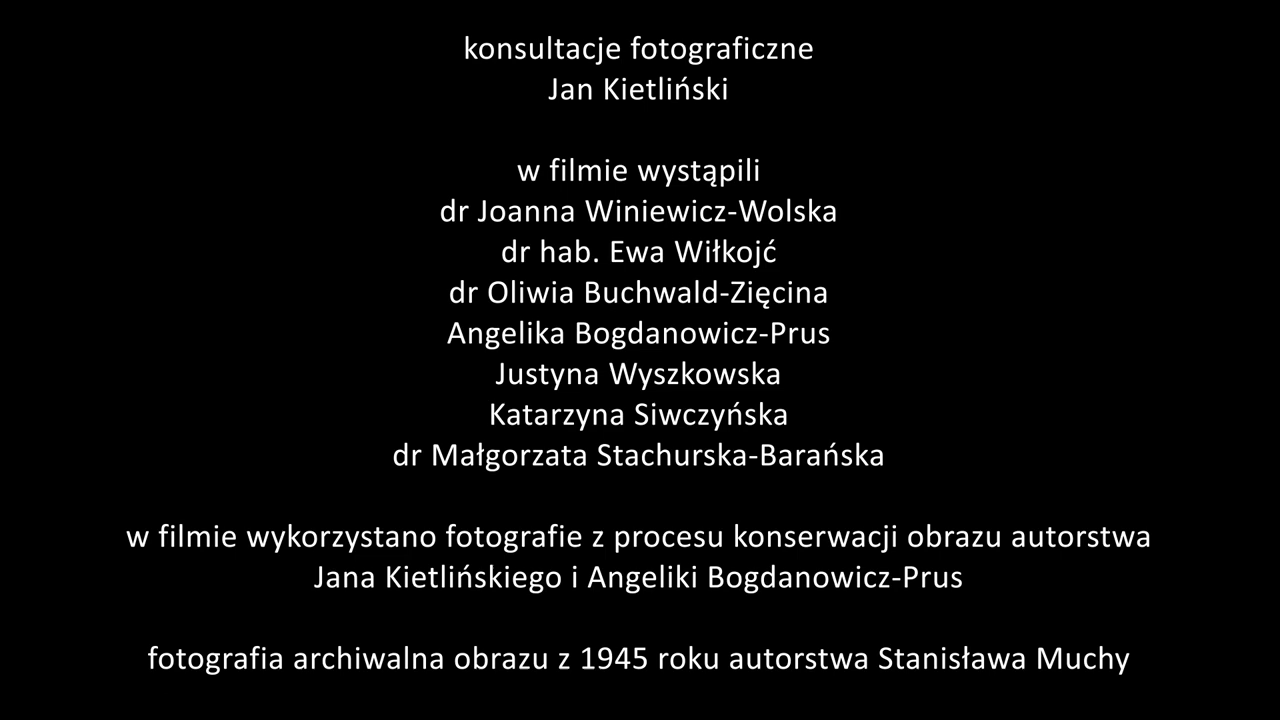 konsultacje fotograficzne
Jan Kietliński
w filmie wystąpili
dr Joanna Winiewicz-Wolska
dr hab. Ewa Wiłkojć
dr Oliwia Buchwald-Zięcina
Angelika Bogdanowicz-Prus
Justyna Wyszkowska
Katarzyna Siwczyńska
dr Małgorzata Stachurska-Barańska
w filmie wykorzystano fotografie z procesu konserwacji obrazu autorstwa
Jana Kietlińskiego i Angeliki Bogdanowicz-Prus
fotografia archiwalna obrazu z 1945 roku autorstwa Stanisława Muchy